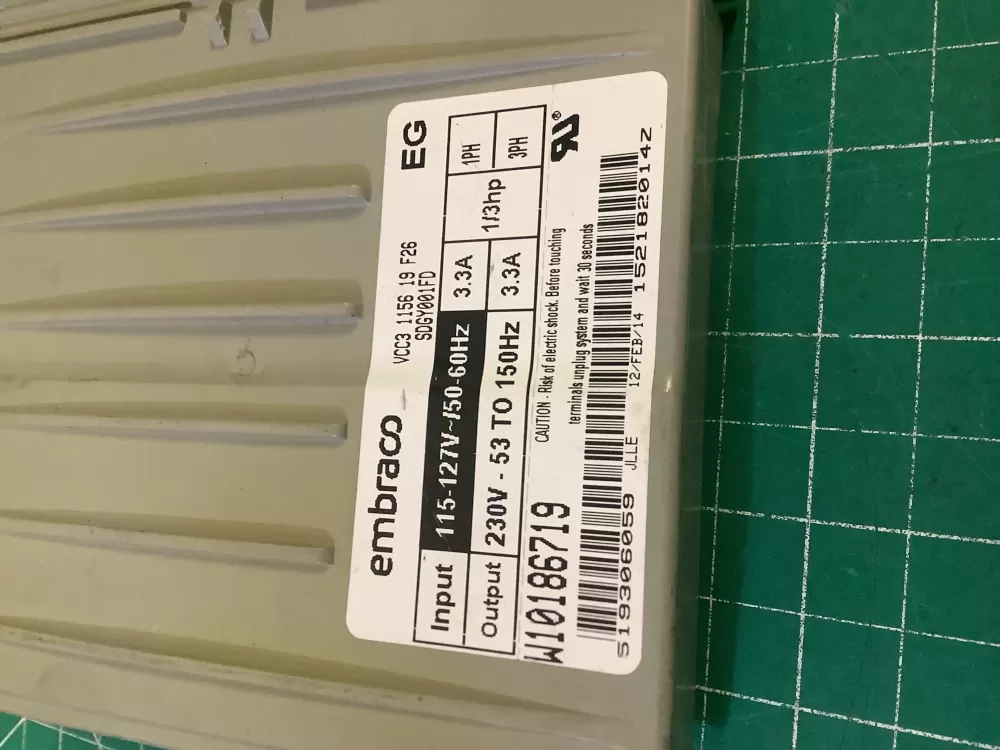 embraco VCC3 1156 19 F26 EG
SDGY001FD
Input 115-127V~/50-60Hz 3.3A 1/3hp 1PH
Output 230V - 53 TO 150Hz 3.3A 3PH
W10186719 CAUTION - Risk of electric shock. Before touching
terminals unplug system and wait 30 seconds
519306059 JLLE 12/FEB/14 152182014Z